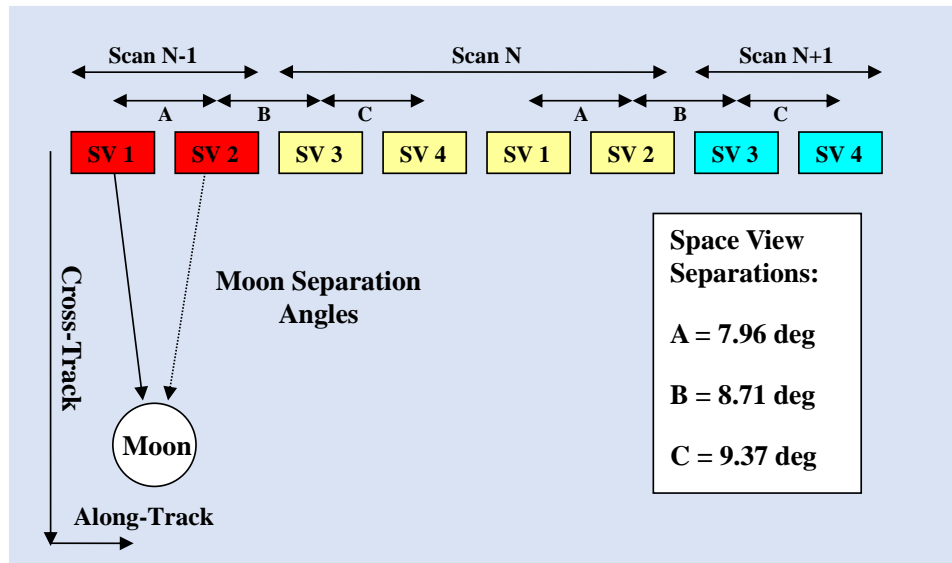 Scan N-1
Scan N
Scan N+1
A
B
C
A
B
C
SV 1
SV 2
SV 3
SV 4
SV 1
SV 2
SV 3
SV 4
Cross-Track
Moon Separation
Angles
Moon
Along-Track
Space View
Separations:
A = 7.96 deg
B = 8.71 deg
C = 9.37 deg